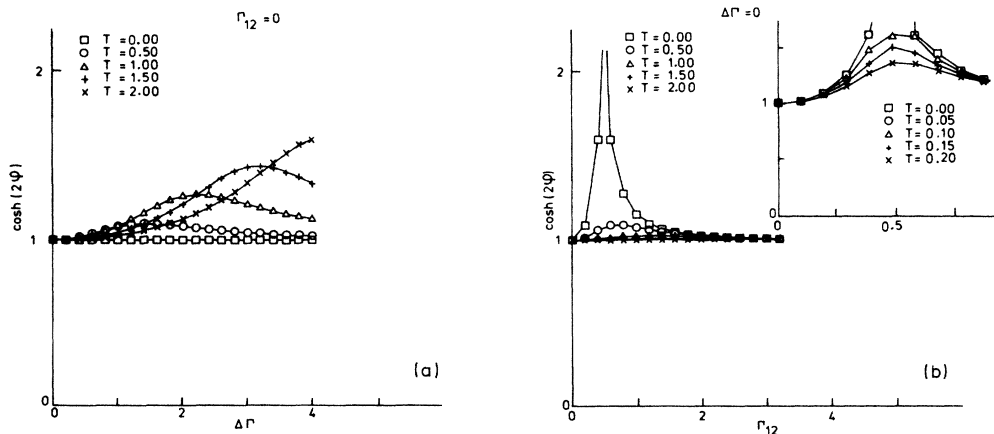 Γ12 = 0
T = 0.00
T = 0.50
T = 1.00
T = 1.50
T = 2.00
2
1
0
cosh (2φ)
0
2
4
ΔΓ
(a)
ΔΓ = 0
T = 0.00
T = 0.50
T = 1.00
T = 1.50
T = 2.00
2
1
0
cosh (2φ)
0
2
4
Γ12
(b)
1
0
0
0.5
T = 0.00
T = 0.05
T = 0.10
T = 0.15
T = 0.20